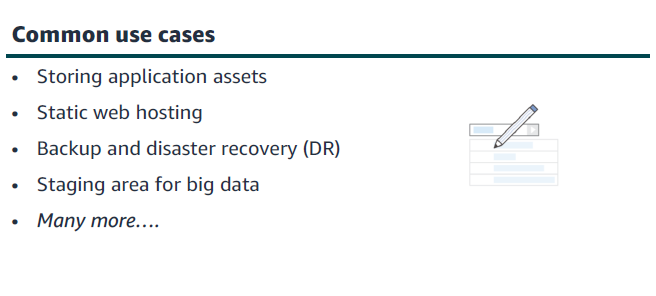 Common use cases
• Storing application assets
• Static web hosting
• Backup and disaster recovery (DR)
• Staging area for big data
• Many more….